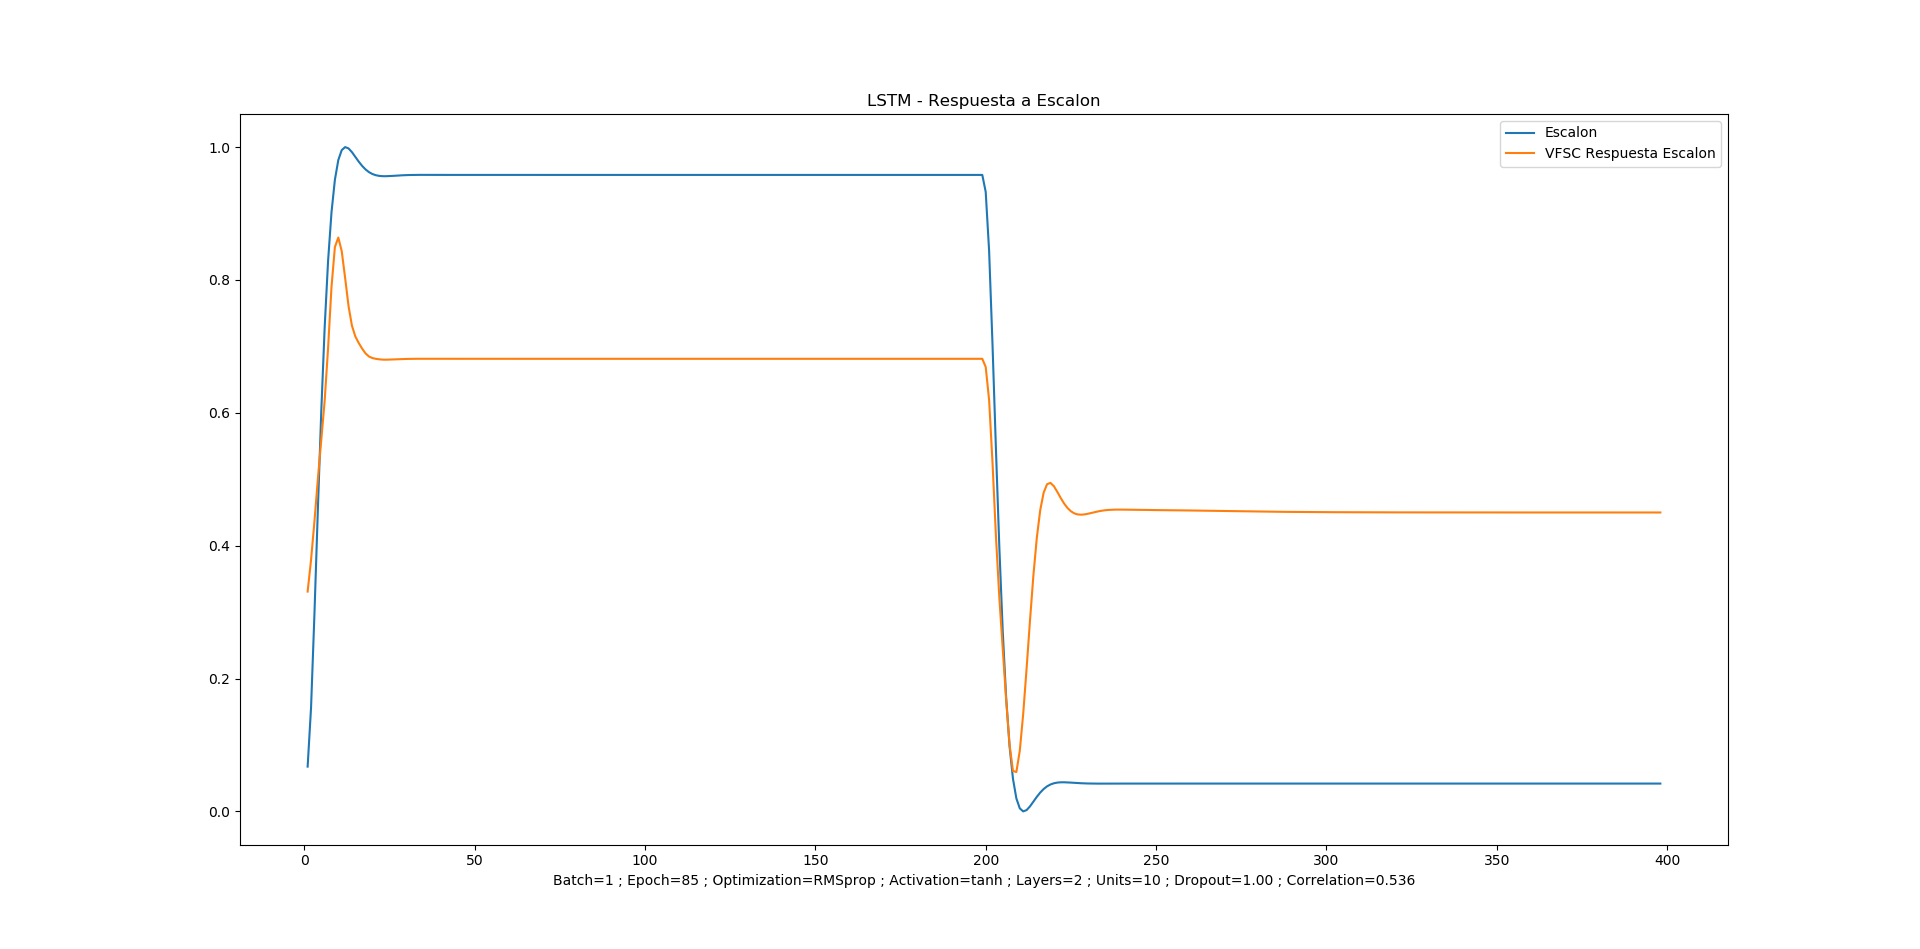 LSTM - Respuesta a Escalon
Escalon
VFSC Respuesta Escalon
1.0
0.8
0.6
0.4
0.2
0.0
0 50 100 150 200 250 300 350 400
Batch=1 ; Epoch=85 ; Optimization=RMSprop ; Activation=tanh ; Layers=2 ; Units=10 ; Dropout=1.00 ; Correlation=0.536